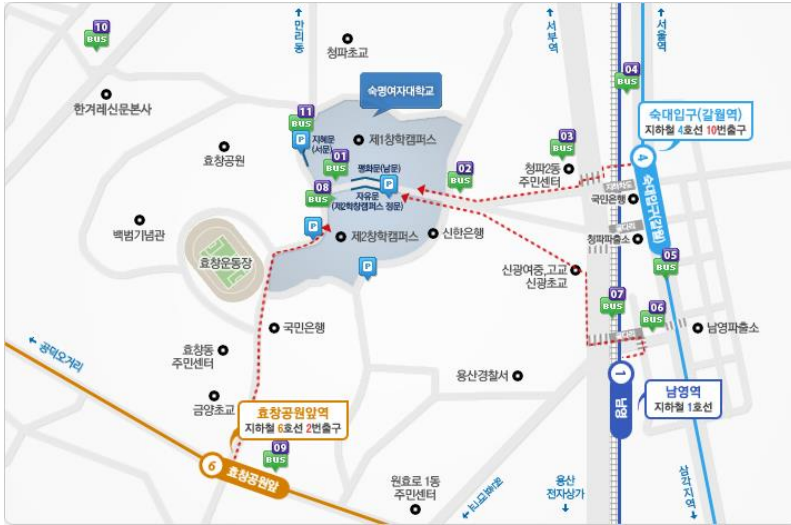 10
BUS
만리동
청파초교
서부역
서울역
04
BUS
한겨레신문본사
숙명여자대학교
숙대입구(갈월역)
지하철 4호선 10번출구
11
BUS
P
지혜문
(서문)
제1창학캠퍼스
01
BUS
효창공원
평화문(남문)
P
02
BUS
03
BUS
청파2동
주민센터
4
숙대입구(갈월)
지하차도
국민은행
08
BUS
자유문
(제2창학캠퍼스 정문)
백범기념관
P
제2창학캠퍼스
신한은행
굴다리
청파파출소
효창운동장
P
신광여중,고교
신광초교
05
BUS
07
BUS
06
BUS
공덕오거리
국민은행
굴다리
남영파출소
효창동
주민센터
용산경찰서
1
남영
남영역
지하철 1호선
금양초교
효창공원앞역
지하철 6호선 2번출구
09
BUS
6
효창공원앞
원효로 1동
주민센터
용산
전자상가
삼각지역